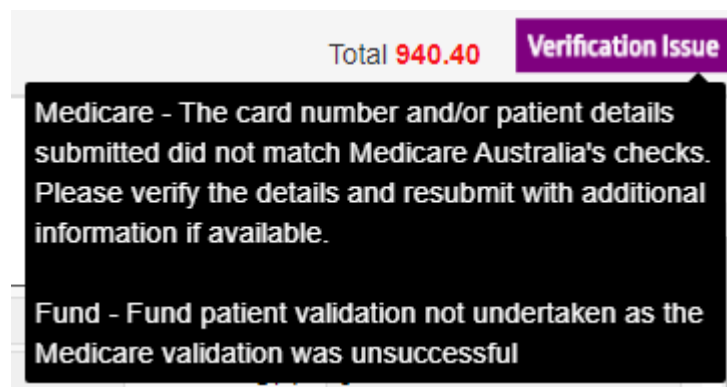 Total 940.40 Verification Issue
Medicare - The card number and/or patient details
submitted did not match Medicare Australia's checks.
Please verify the details and resubmit with additional
information if available.
Fund - Fund patient validation not undertaken as the
Medicare validation was unsuccessful